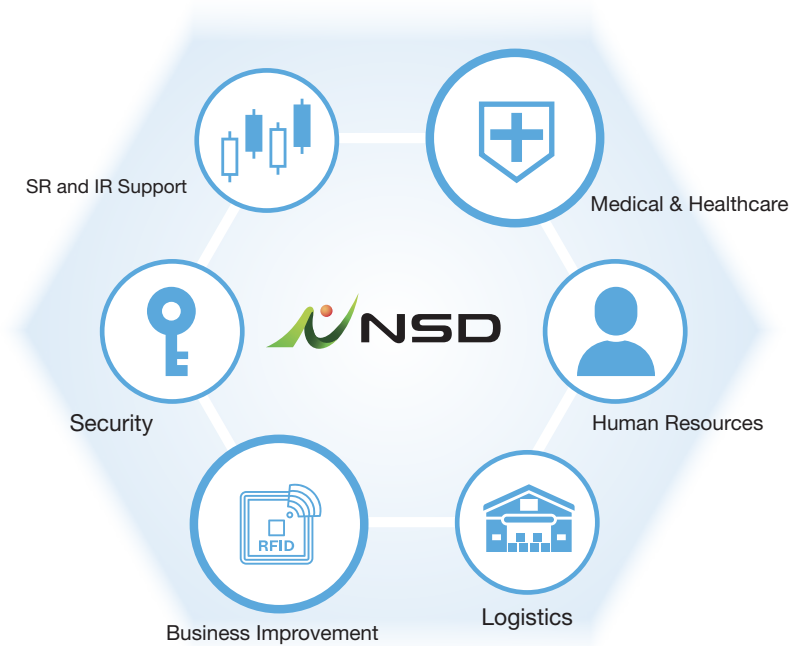 SR and IR Support
Medical & Healthcare
NSD
Security
Human Resources
RFID
Logistics
Business Improvement